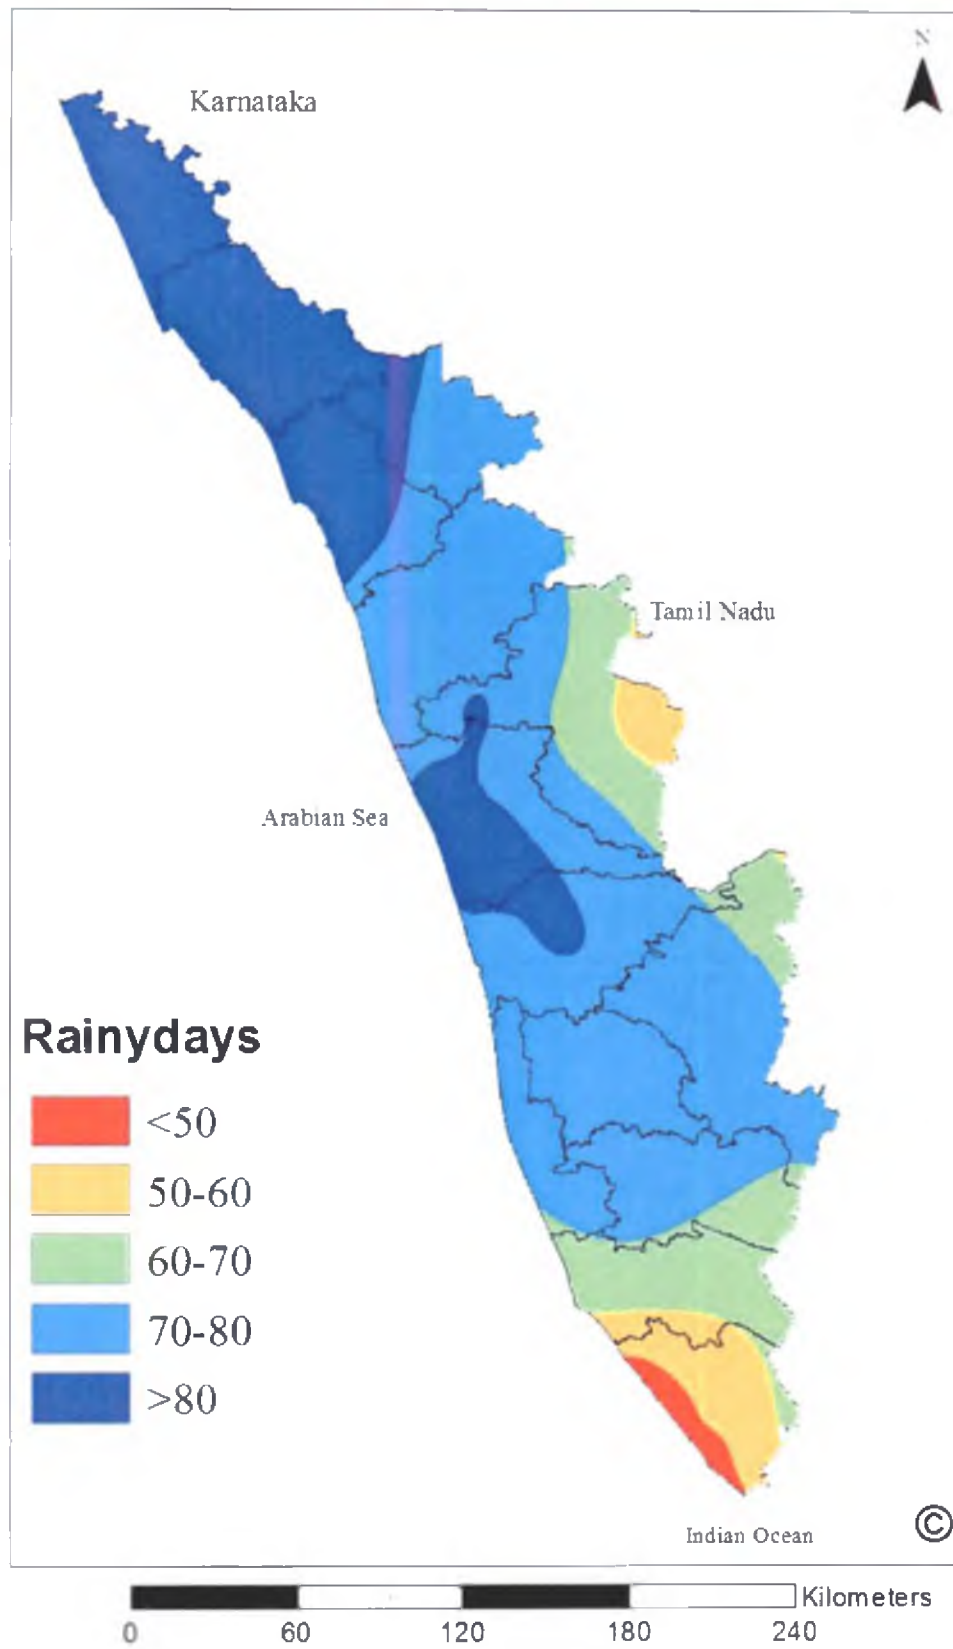 N
Karnataka
Tamil Nadu
Arabian Sea
Rainydays
<50
50-60
60-70
70-80
>80
Indian Ocean
©
Kilometers
0 60 120 180 240